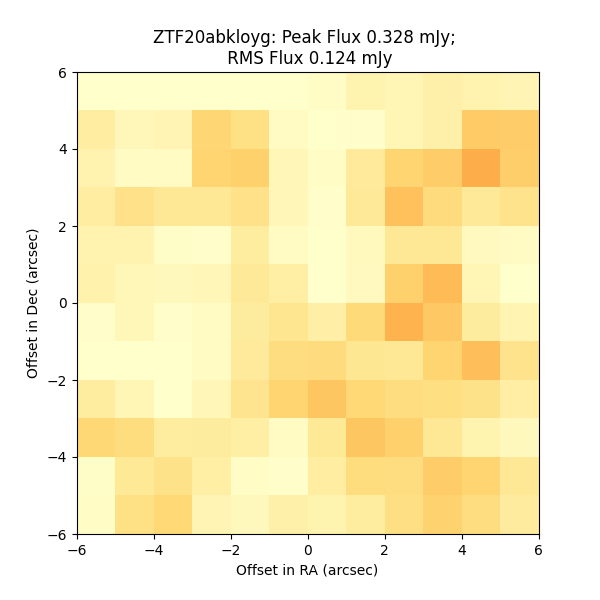 ZTF20abkloyg: Peak Flux 0.328 mJy;
RMS Flux 0.124 mJy
6
4
2
0
−2
−4
−6
Offset in Dec (arcsec)
−6 −4 −2 0 2 4 6
Offset in RA (arcsec)